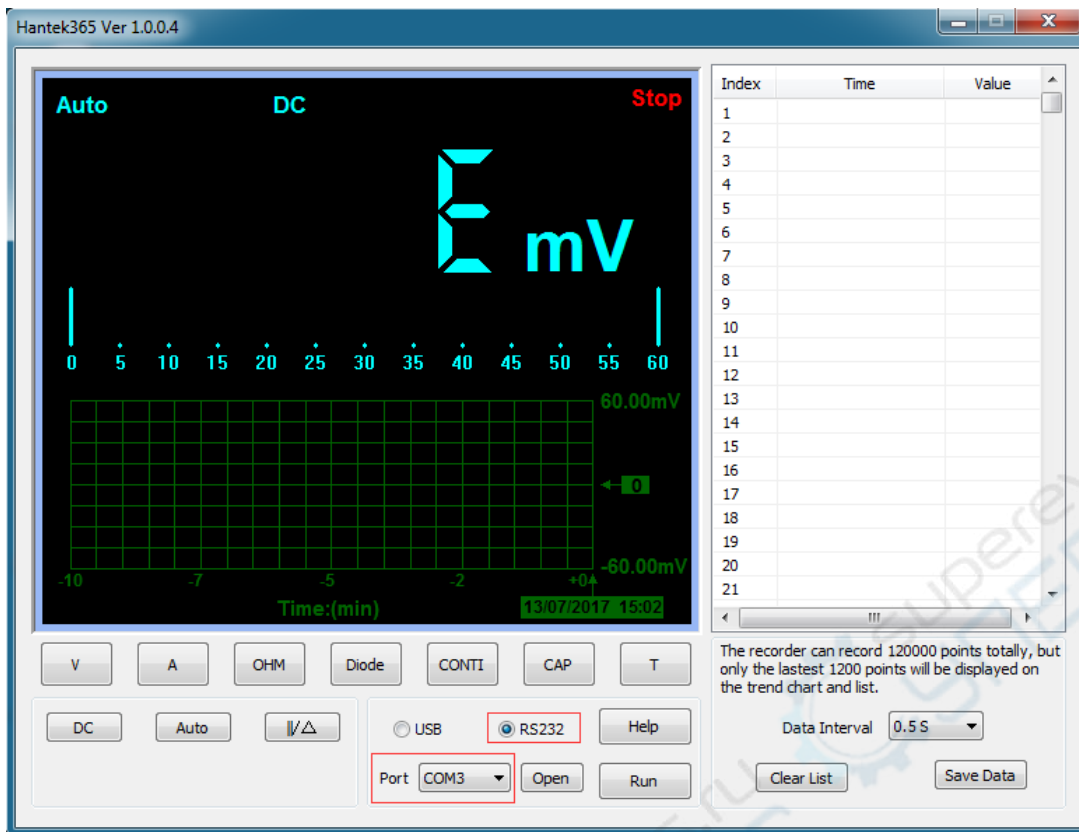 Hantek365 Ver 1.0.0.4
Auto DC Stop
E mV
0 5 10 15 20 25 30 35 40 45 50 55 60
60.00mV
0
-60.00mV
-10 -7 -5 -2 +0
Time:(min) 13/07/2017 15:02
V A OHM Diode CONTI CAP T
DC Auto ||/△
USB RS232 Help
Port COM3 Open Run
Index Time Value
1
2
3
4
5
6
7
8
9
10
11
12
13
14
15
16
17
18
19
20
21
The recorder can record 120000 points totally, but
only the lastest 1200 points will be displayed on
the trend chart and list.
Data Interval 0.5 S
Clear List Save Data